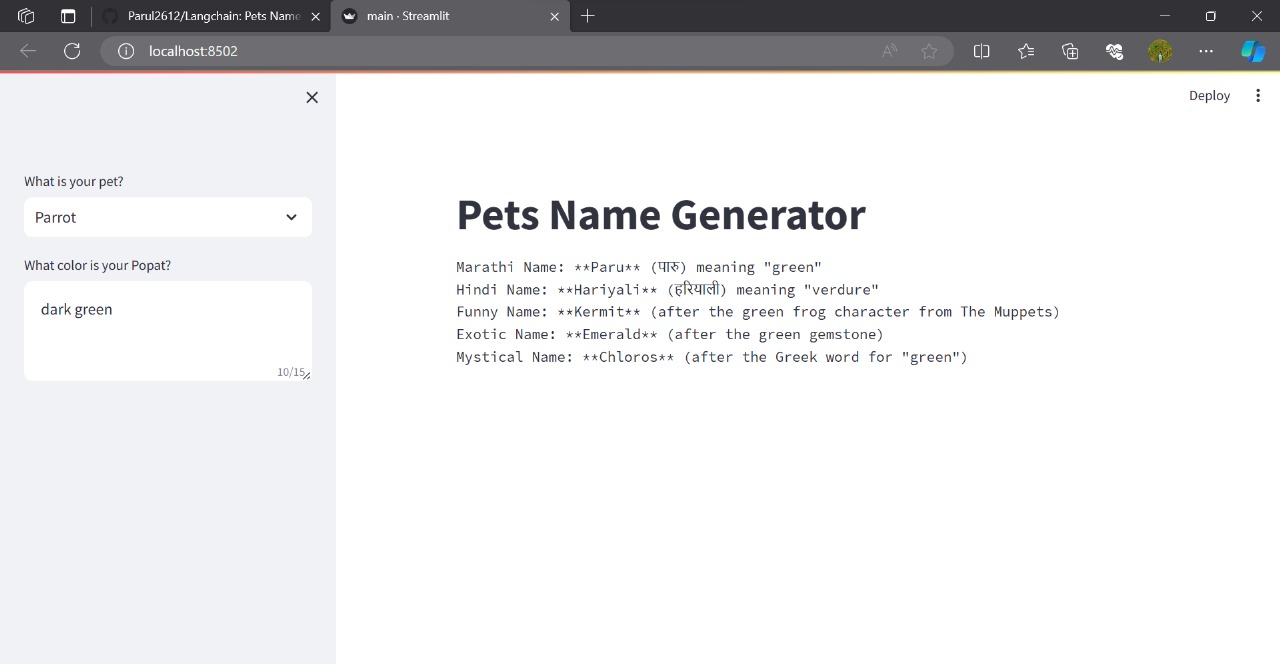 Parul2612/Langchain: Pets Name
main · Streamlit
localhost:8502
Deploy
What is your pet?
Parrot
What color is your Popat?
dark green
10/15
Pets Name Generator
Marathi Name: **Paru** (पारु) meaning "green"
Hindi Name: **Hariyali** (हरियाली) meaning "verdure"
Funny Name: **Kermit** (after the green frog character from The Muppets)
Exotic Name: **Emerald** (after the green gemstone)
Mystical Name: **Chloros** (after the Greek word for "green")